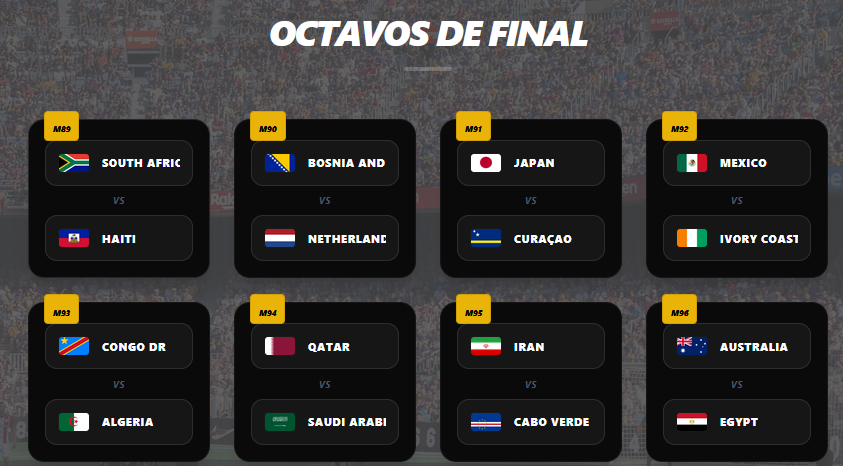 OCTAVOS DE FINAL
M89
SOUTH AFRIC
VS
HAITI
M90
BOSNIA AND
VS
NETHERLAND
M91
JAPAN
VS
CURAÇAO
M92
MEXICO
VS
IVORY COAST
M93
CONGO DR
VS
ALGERIA
M94
QATAR
VS
SAUDI ARABI
M95
IRAN
VS
CABO VERDE
M96
AUSTRALIA
VS
EGYPT